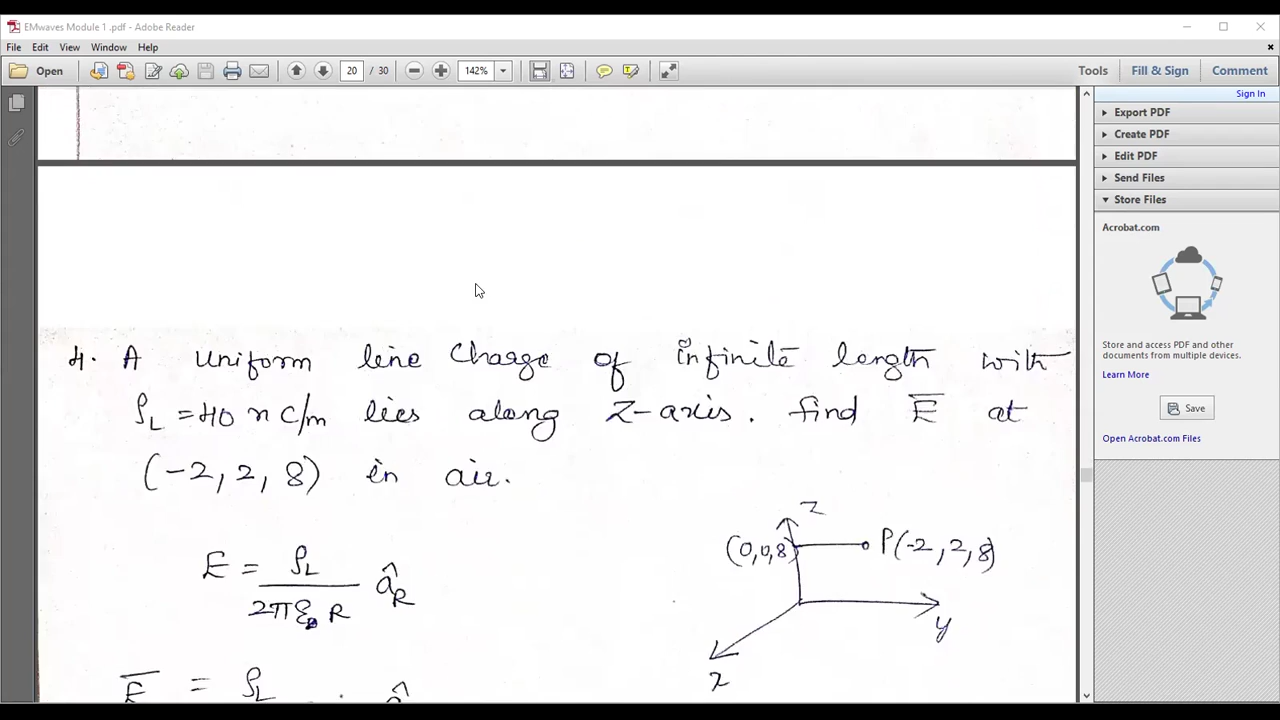 EMwaves Module 1 .pdf - Adobe Reader
File Edit View Window Help
Open 20 / 30 142% Tools Fill & Sign Comment
Sign In
Export PDF
Create PDF
Edit PDF
Send Files
Store Files
Acrobat.com
Store and access PDF and other
documents from multiple devices.
Learn More
Save
Open Acrobat.com Files
4. A uniform line charge of infinite length with
ρL = 40 n C/m lies along Z-axis. find E̅ at
(-2, 2, 8) in air.
E = ρL / 2πε₀ R âR
z
(0,0,8) P(-2, 2, 8)
y
x
E̅ = ρL